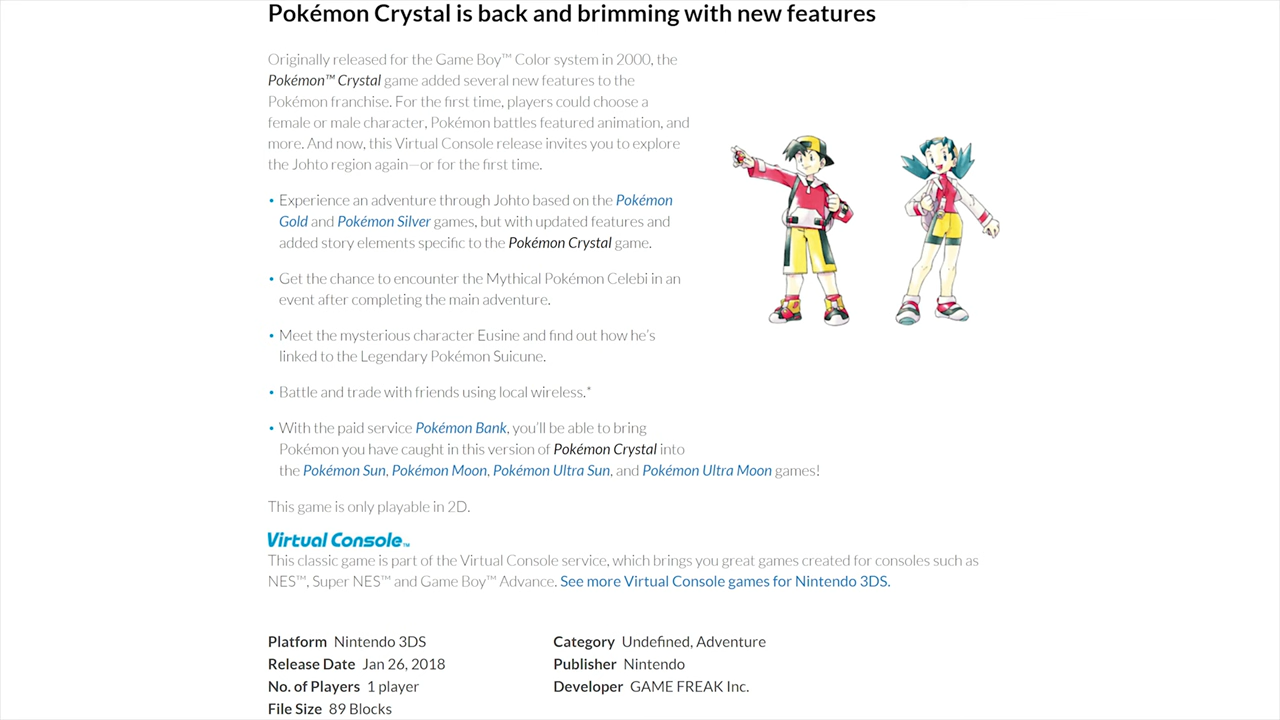 Pokémon Crystal is back and brimming with new features
Originally released for the Game Boy™ Color system in 2000, the
Pokémon™ Crystal game added several new features to the
Pokémon franchise. For the first time, players could choose a
female or male character, Pokémon battles featured animation, and
more. And now, this Virtual Console release invites you to explore
the Johto region again—or for the first time.
• Experience an adventure through Johto based on the Pokémon
Gold and Pokémon Silver games, but with updated features and
added story elements specific to the Pokémon Crystal game.
• Get the chance to encounter the Mythical Pokémon Celebi in an
event after completing the main adventure.
• Meet the mysterious character Eusine and find out how he's
linked to the Legendary Pokémon Suicune.
• Battle and trade with friends using local wireless.*
• With the paid service Pokémon Bank, you'll be able to bring
Pokémon you have caught in this version of Pokémon Crystal into
the Pokémon Sun, Pokémon Moon, Pokémon Ultra Sun, and Pokémon Ultra Moon games!
This game is only playable in 2D.
Virtual Console™
This classic game is part of the Virtual Console service, which brings you great games created for consoles such as
NES™, Super NES™ and Game Boy™ Advance. See more Virtual Console games for Nintendo 3DS.
Platform Nintendo 3DS
Release Date Jan 26, 2018
No. of Players 1 player
File Size 89 Blocks
Category Undefined, Adventure
Publisher Nintendo
Developer GAME FREAK Inc.